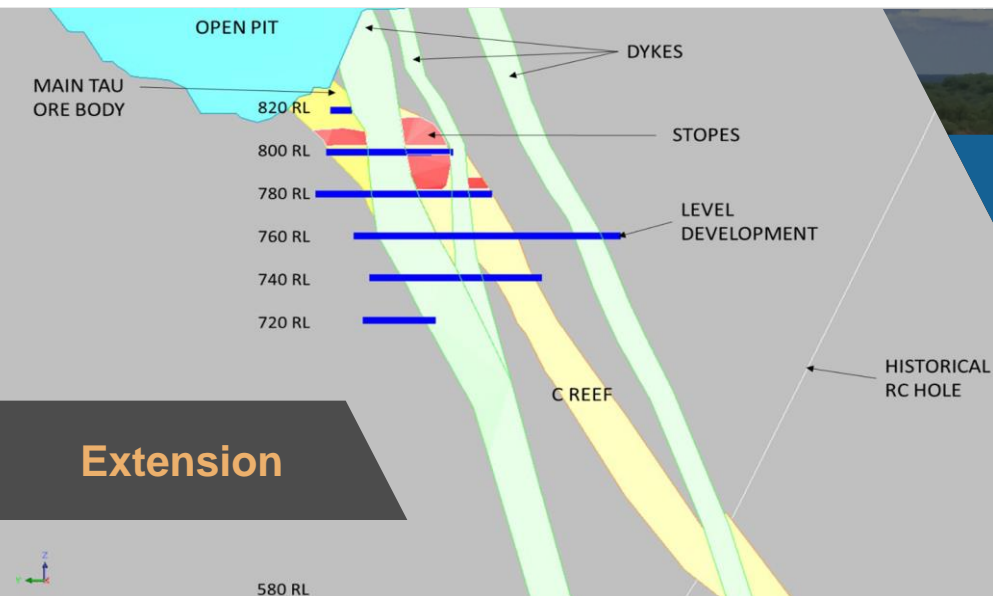 OPEN PIT
DYKES
MAIN TAU
ORE BODY
820 RL
STOPES
800 RL
780 RL
LEVEL
DEVELOPMENT
760 RL
740 RL
720 RL
HISTORICAL
RC HOLE
C REEF
Extension
Z
Y
X
580 RL